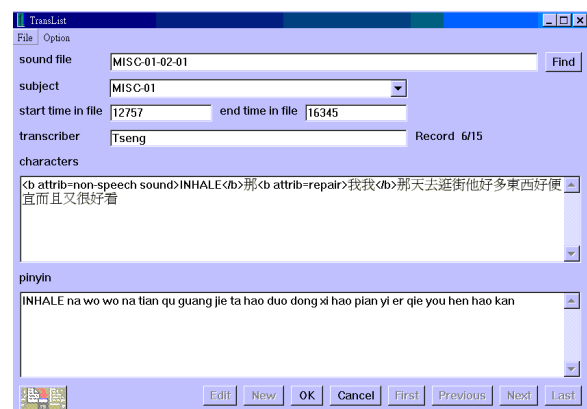 TransList
File Option
sound file MISC-01-02-01 Find
subject MISC-01
start time in file 12757 end time in file 16345
transcriber Tseng Record 6/15
characters
<b attrib=non-speech sound>INHALE</b>那<b attrib=repair>我我</b>那天去逛街他好多東西好便
宜而且又很好看
pinyin
INHALE na wo wo na tian qu guang jie ta hao duo dong xi hao pian yi er qie you hen hao kan
Edit New OK Cancel First Previous Next Last